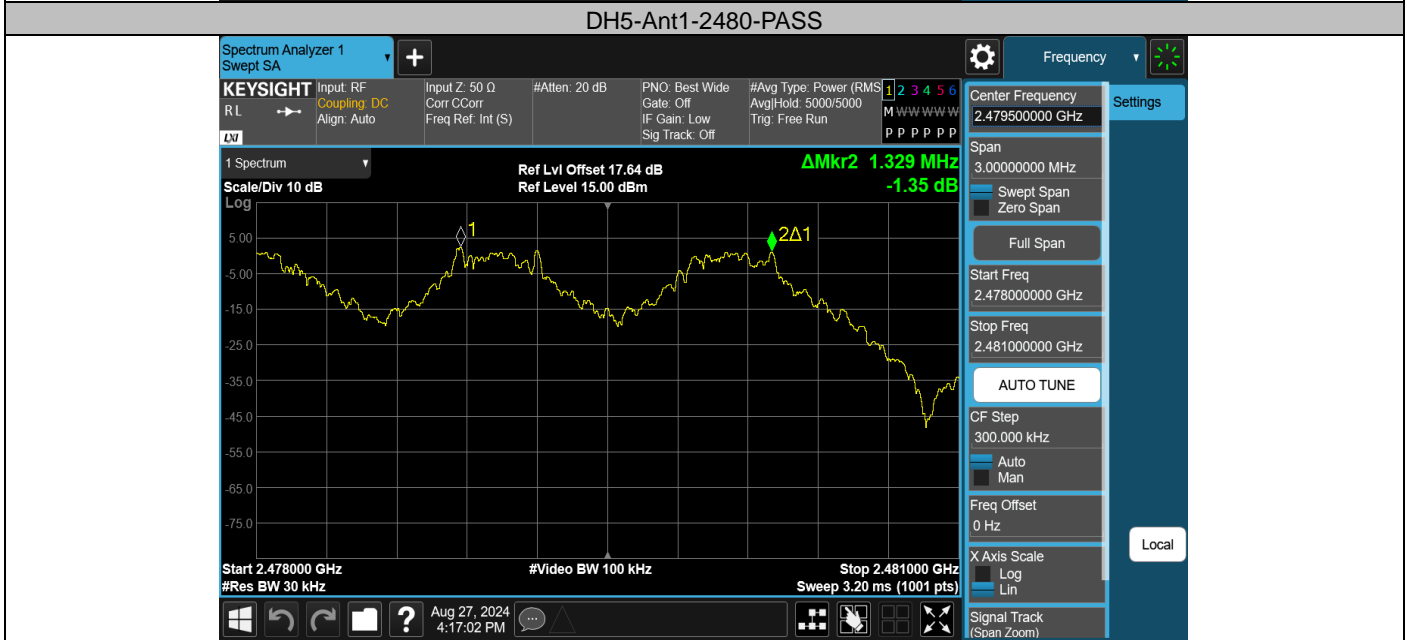 DH5-Ant1-2480-PASS
Spectrum Analyzer 1
Swept SA
Frequency
KEYSIGHT
R L
LXI
Input: RF
Coupling: DC
Align: Auto
Input Z: 50 Ω
Corr CCorr
Freq Ref: Int (S)
#Atten: 20 dB
PNO: Best Wide
Gate: Off
IF Gain: Low
Sig Track: Off
#Avg Type: Power (RMS
Avg|Hold: 5000/5000
Trig: Free Run
1 2 3 4 5 6
M W W W W W
P P P P P P
1 Spectrum
Scale/Div 10 dB
Log
Ref Lvl Offset 17.64 dB
Ref Level 15.00 dBm
ΔMkr2 1.329 MHz
-1.35 dB
1
2Δ1
5.00
-5.00
-15.0
-25.0
-35.0
-45.0
-55.0
-65.0
-75.0
Start 2.478000 GHz
#Res BW 30 kHz
#Video BW 100 kHz
Stop 2.481000 GHz
Sweep 3.20 ms (1001 pts)
Center Frequency
2.479500000 GHz
Settings
Span
3.00000000 MHz
Swept Span
Zero Span
Full Span
Start Freq
2.478000000 GHz
Stop Freq
2.481000000 GHz
AUTO TUNE
CF Step
300.000 kHz
Auto
Man
Freq Offset
0 Hz
X Axis Scale
Log
Lin
Signal Track
(Span Zoom)
Local
?
Aug 27, 2024
4:17:02 PM